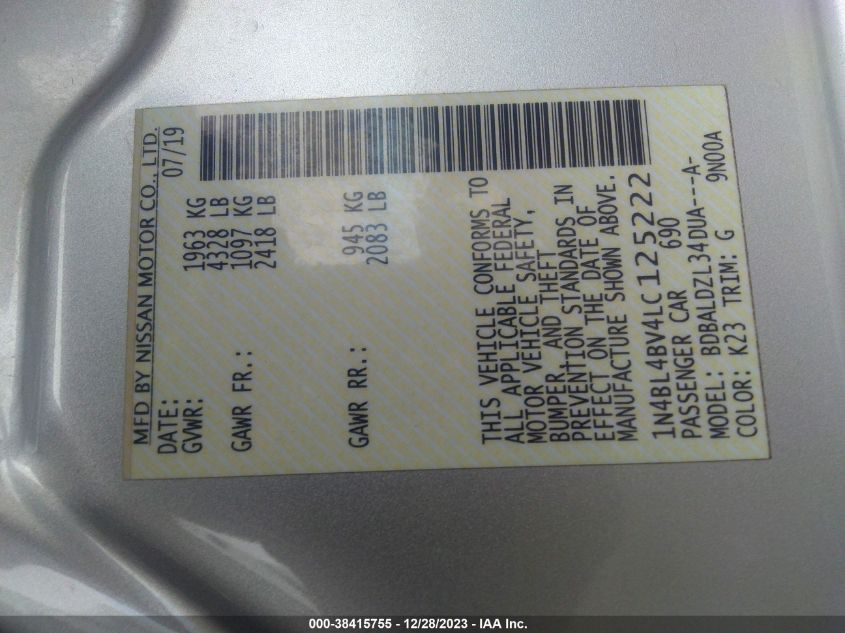 MFD BY NISSAN MOTOR CO., LTD.
DATE: 07/19
GVWR: 1963 KG
4328 LB
GAWR FR.: 1097 KG
2418 LB
GAWR RR.: 945 KG
2083 LB
THIS VEHICLE CONFORMS TO
ALL APPLICABLE FEDERAL
MOTOR VEHICLE SAFETY,
BUMPER, AND THEFT
PREVENTION STANDARDS IN
EFFECT ON THE DATE OF
MANUFACTURE SHOWN ABOVE.
1N4BL4BV4LC125222
PASSENGER CAR 690
MODEL: BDBALDZL34DUA---A-
COLOR: K23 TRIM: G 9N00A
000-38415755 - 12/28/2023 - IAA Inc.